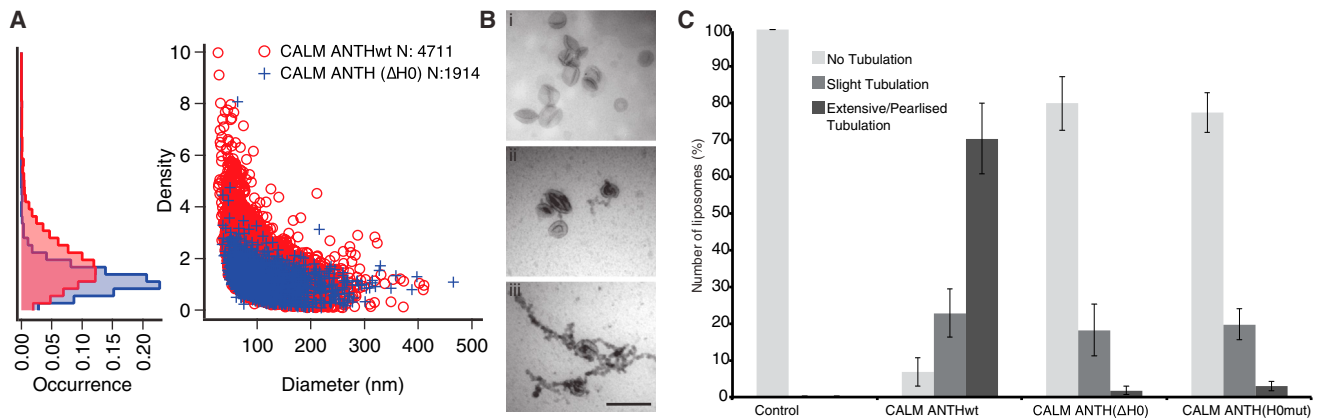 A
10
8
6
4
2
0
Density
0.00
0.05
0.10
0.15
0.20
Occurrence
CALM ANTHwt N: 4711
CALM ANTH (ΔH0) N:1914
100
200
300
400
500
Diameter (nm)
B
i
ii
iii
C
Number of liposomes (%)
100
90
80
70
60
50
40
30
20
10
0
No Tubulation
Slight Tubulation
Extensive/Pearlised
Tubulation
Control
CALM ANTHwt
CALM ANTH(ΔH0)
CALM ANTH(H0mut)